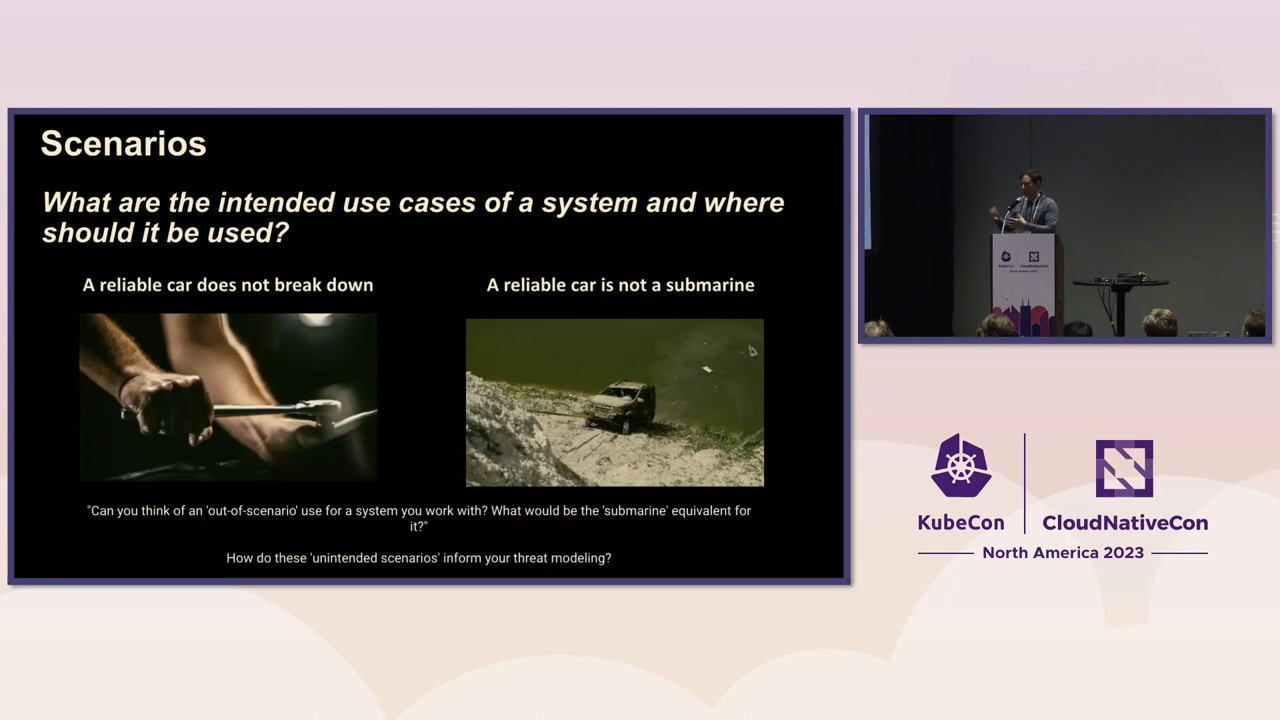 Scenarios
What are the intended use cases of a system and where
should it be used?
A reliable car does not break down
A reliable car is not a submarine
"Can you think of an 'out-of-scenario' use for a system you work with? What would be the 'submarine' equivalent for
it?"
How do these 'unintended scenarios' inform your threat modeling?
KubeCon
CloudNativeCon
KubeCon
CloudNativeCon
North America 2023